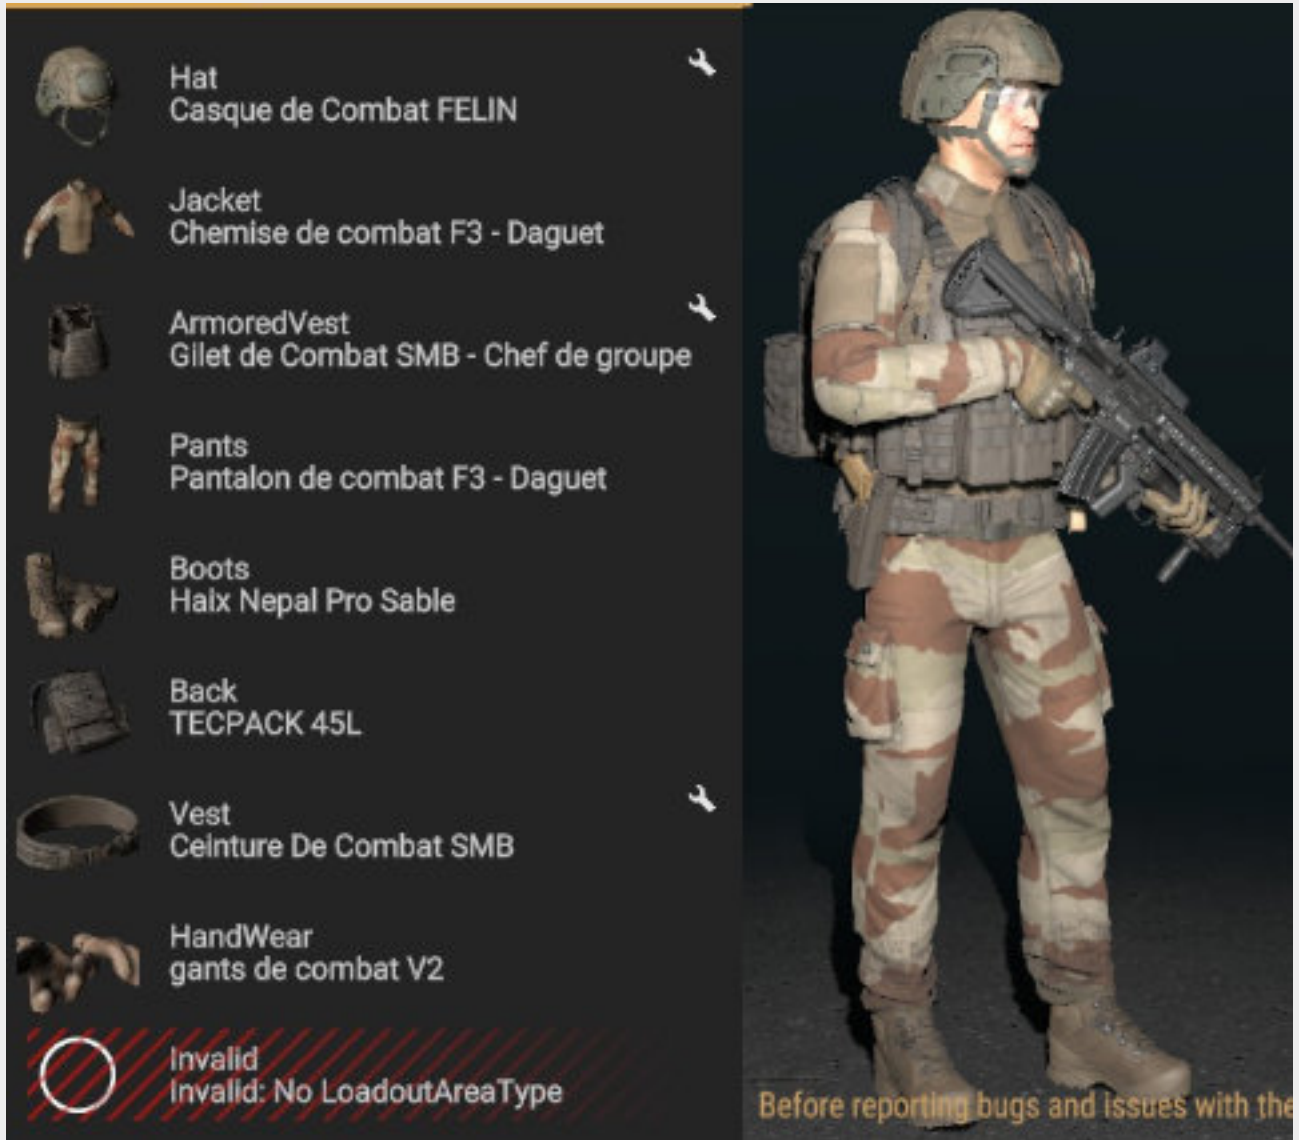 Hat
Casque de Combat FELIN
Jacket
Chemise de combat F3 - Daguet
ArmoredVest
Gilet de Combat SMB - Chef de groupe
Pants
Pantalon de combat F3 - Daguet
Boots
Haix Nepal Pro Sable
Back
TECPACK 45L
Vest
Ceinture De Combat SMB
HandWear
gants de combat V2
Invalid
Invalid: No LoadoutAreaType
Before reporting bugs and issues with the